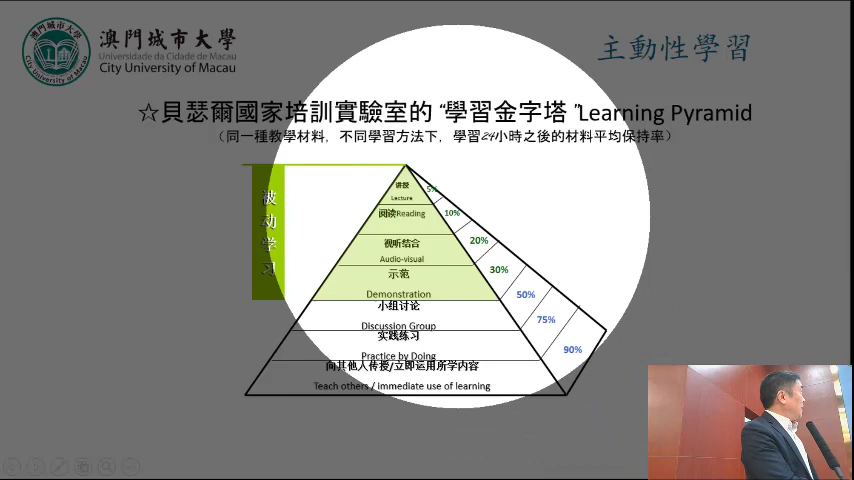 澳門城市大學
Universidade da Cidade de Macau
City University of Macau
主動性學習
☆貝瑟爾國家培訓實驗室的 “學習金字塔 ”Learning Pyramid
（同一種教學材料，不同學習方法下，學習24小時之後的材料平均保持率）
被动学习
讲授
Lecture
5%
阅读Reading
10%
视听结合
Audio-visual
20%
示范
Demonstration
30%
小组讨论
Discussion Group
50%
实践练习
Practice by Doing
75%
向其他人传授/立即运用所学内容
Teach others / immediate use of learning
90%